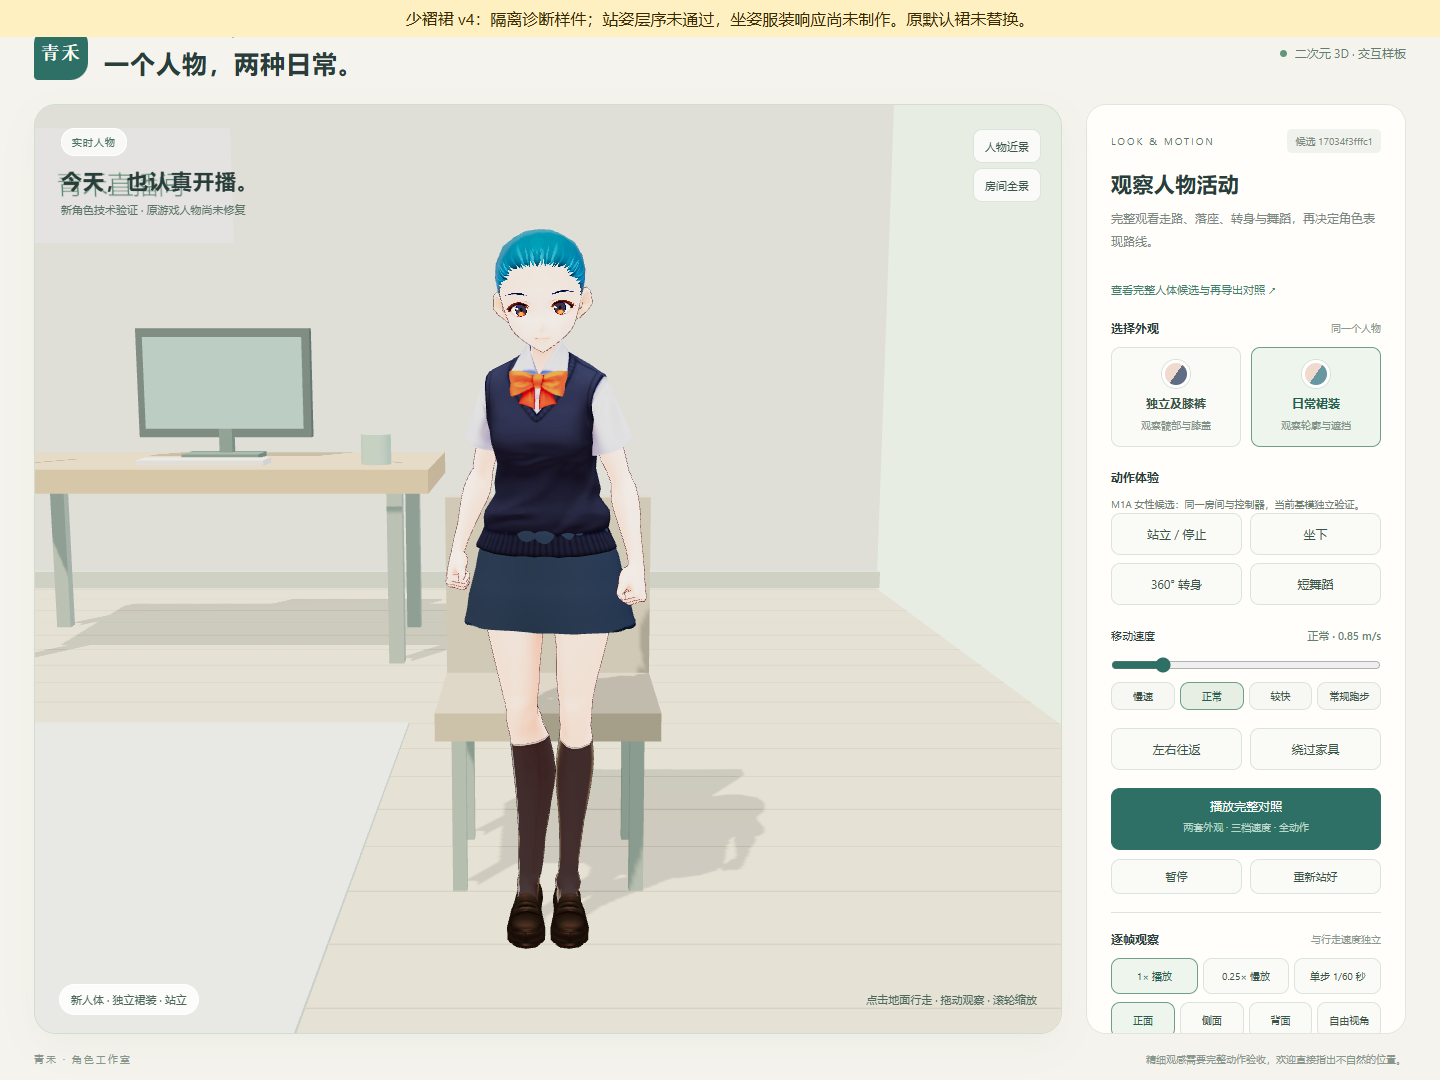 少褶裙 v4：隔离诊断样件；站姿层序未通过，坐姿服装响应尚未制作。原默认裙未替换。
青禾
一个人物，两种日常。
二次元 3D · 交互样板
实时人物
青禾直播间
今天，也认真开播。
新角色技术验证 · 原游戏人物尚未修复
人物近景
房间全景
新人体 · 独立裙装 · 站立
点击地面行走 · 拖动观察 · 滚轮缩放
LOOK & MOTION
候选 17034f3fffc1
观察人物活动
完整观看走路、落座、转身与舞蹈，再决定角色表
现路线。
查看完整人体候选与再导出对照 ↗
选择外观
同一个人物
独立及膝裤
观察髋部与膝盖
日常裙装
观察轮廓与遮挡
动作体验
M1A 女性候选：同一房间与控制器，当前基模独立验证。
站立 / 停止
坐下
360° 转身
短舞蹈
移动速度
正常 · 0.85 m/s
慢速
正常
较快
常规跑步
左右往返
绕过家具
播放完整对照
两套外观 · 三档速度 · 全动作
暂停
重新站好
逐帧观察
与行走速度独立
1× 播放
0.25× 慢放
单步 1/60 秒
正面
侧面
背面
自由视角
青禾 · 角色工作室
精细观感需要完整动作验收，欢迎直接指出不自然的位置。